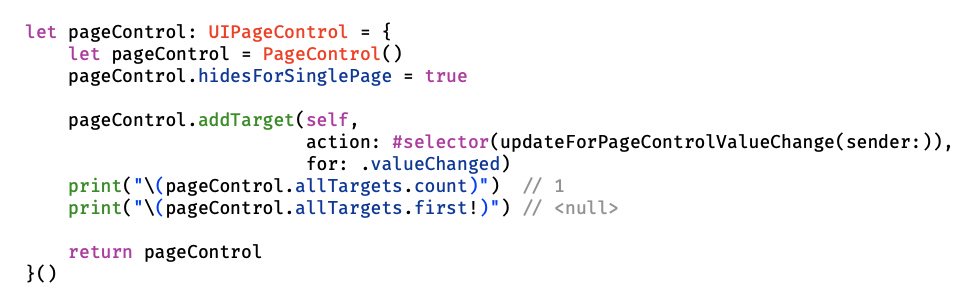 let pageControl: UIPageControl = {
    let pageControl = PageControl()
    pageControl.hidesForSinglePage = true

    pageControl.addTarget(self,
                          action: #selector(updateForPageControlValueChange(sender:)),
                          for: .valueChanged)
    print("\(pageControl.allTargets.count)")  // 1
    print("\(pageControl.allTargets.first!)") // <null>

    return pageControl
}()